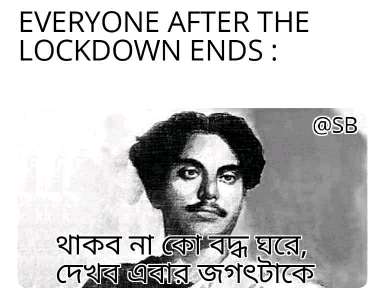 EVERYONE AFTER THE
LOCKDOWN ENDS :
@SB
থাকব না কো বদ্ধ ঘরে,
দেখব এবার জগৎটাকে